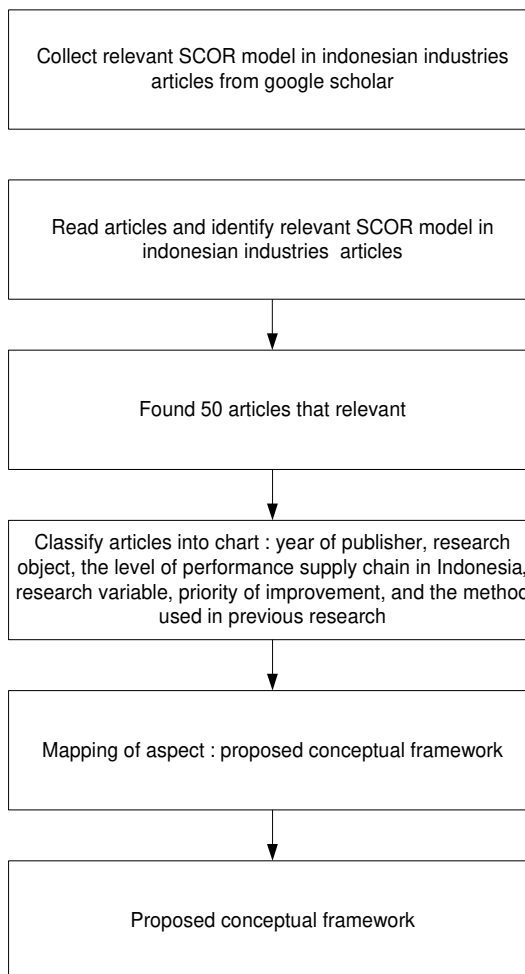 Collect relevant SCOR model in indonesian industries
articles from google scholar
Read articles and identify relevant SCOR model in
indonesian industries articles
Found 50 articles that relevant
Classify articles into chart : year of publisher, research
object, the level of performance supply chain in Indonesia,
research variable, priority of improvement, and the method
used in previous research
Mapping of aspect : proposed conceptual framework
Proposed conceptual framework